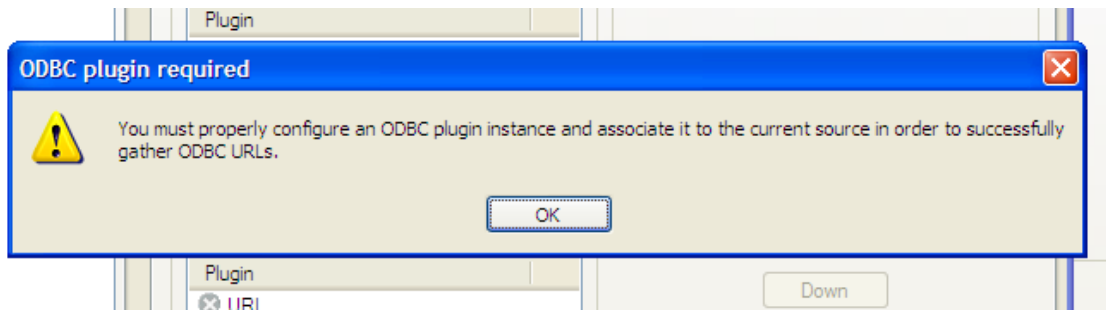 Plugin
ODBC plugin required
You must properly configure an ODBC plugin instance and associate it to the current source in order to successfully
gather ODBC URLs.
OK
Plugin
Down
URL